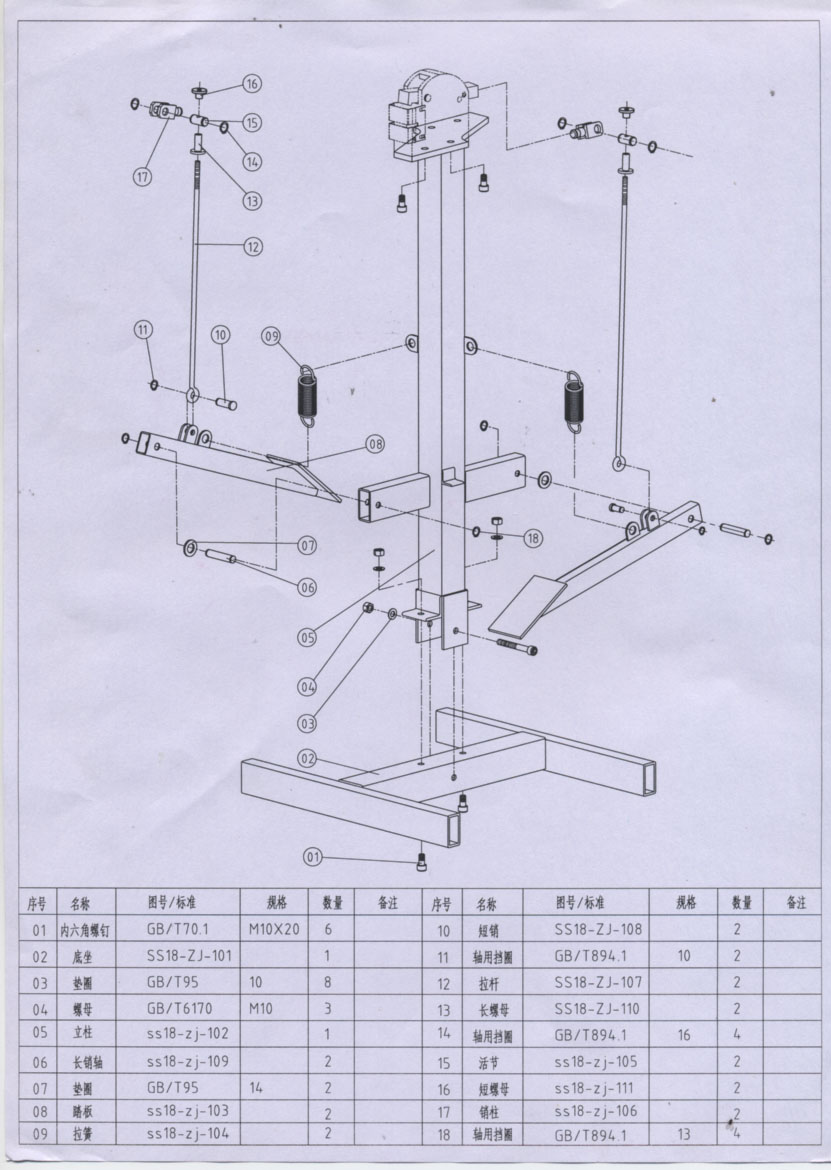 16
15
14
17
13
12
11
10
09
08
07
18
06
05
04
03
02
01
序号 名称 图号/标准 规格 数量 备注 序号 名称 图号/标准 规格 数量 备注
01 内六角螺钉 GB/T70.1 M10X20 6 10 短销 SS18-ZJ-108 2
02 底坐 SS18-ZJ-101 1 11 轴用挡圈 GB/T894.1 10 2
03 垫圈 GB/T95 10 8 12 拉杆 SS18-ZJ-107 2
04 螺母 GB/T6170 M10 3 13 长螺母 SS18-ZJ-110 2
05 立柱 ss18-zj-102 1 14 轴用挡圈 GB/T894.1 16 4
06 长销轴 ss18-zj-109 2 15 活节 ss18-zj-105 2
07 垫圈 GB/T95 14 2 16 短螺母 ss18-zj-111 2
08 踏板 ss18-zj-103 2 17 销柱 ss18-zj-106 2
09 拉簧 ss18-zj-104 2 18 轴用挡圈 GB/T894.1 13 4